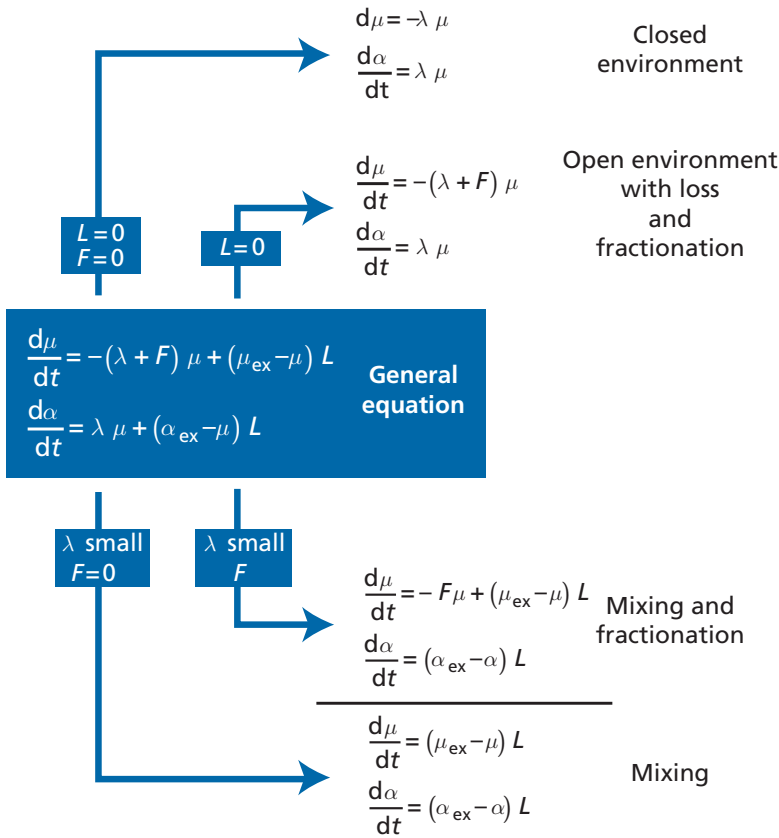 dμ = -λ μ
dα/dt = λ μ
Closed
environment
dμ/dt = -(λ + F) μ
dα/dt = λ μ
Open environment
with loss
and
fractionation
L=0
F=0
L=0
dμ/dt = -(λ + F) μ + (μex-μ) L
dα/dt = λ μ + (αex-μ) L
General
equation
λ small
F=0
λ small
F
dμ/dt = - Fμ + (μex-μ) L
dα/dt = (αex-α) L
Mixing and
fractionation
dμ/dt = (μex-μ) L
dα/dt = (αex-α) L
Mixing